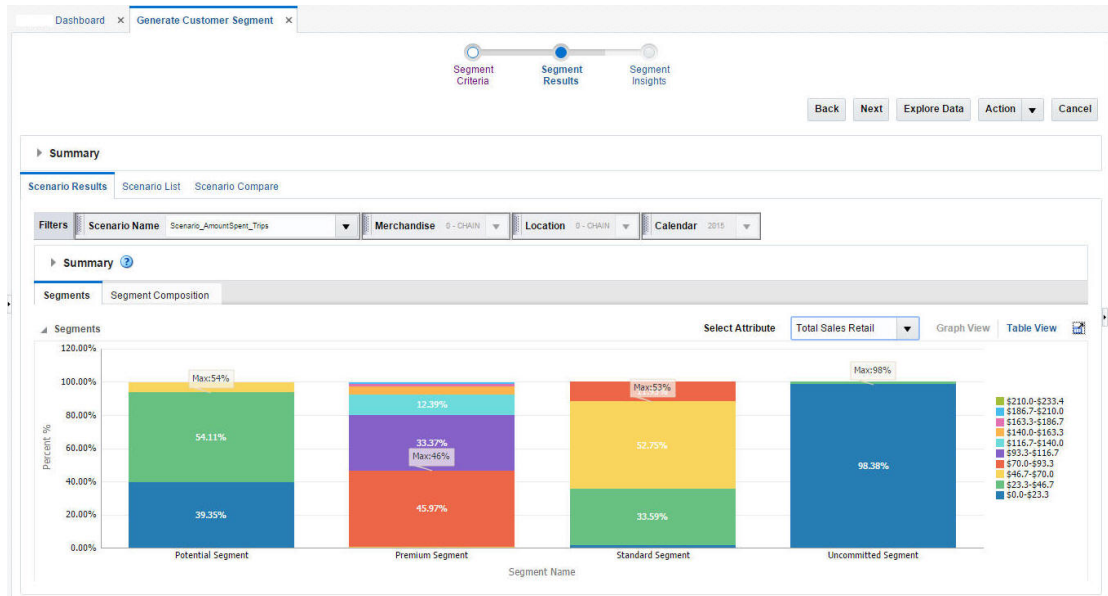 Dashboard × Generate Customer Segment ×
Segment Criteria
Segment Results
Segment Insights
Back Next Explore Data Action Cancel
Summary
Scenario Results Scenario List Scenario Compare
Filters Scenario Name Scenario_AmountSpent_Trips Merchandise 0 - CHAIN Location 0 - CHAIN Calendar 2015
Summary ?
Segments Segment Composition
Segments Select Attribute Total Sales Retail Graph View Table View
120.00%
100.00%
80.00%
60.00%
40.00%
20.00%
0.00%
Percent %
Max:54%
54.11%
39.35%
12.39%
33.37%
Max:46%
45.97%
Max:53%
52.75%
33.59%
Max:98%
98.38%
Potential Segment Premium Segment Standard Segment Uncommitted Segment
Segment Name
$210.0-$233.4
$186.7-$210.0
$163.3-$186.7
$140.0-$163.3
$116.7-$140.0
$93.3-$116.7
$70.0-$93.3
$46.7-$70.0
$23.3-$46.7
$0.0-$23.3